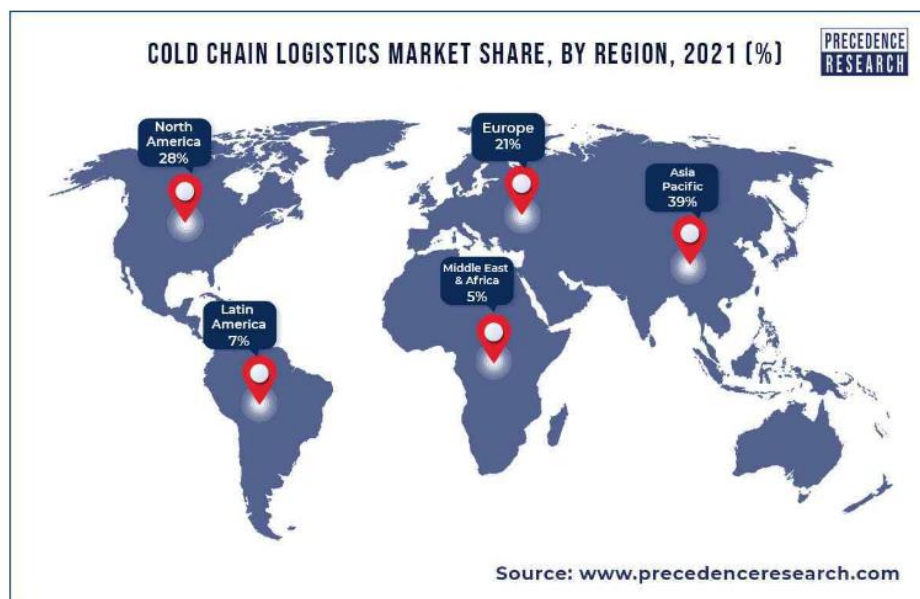 COLD CHAIN LOGISTICS MARKET SHARE, BY REGION, 2021 (%)
PRECEDENCE
RESEARCH
North
America
28%
Europe
21%
Asia
Pacific
39%
Middle East
& Africa
5%
Latin
America
7%
Source: www.precedenceresearch.com